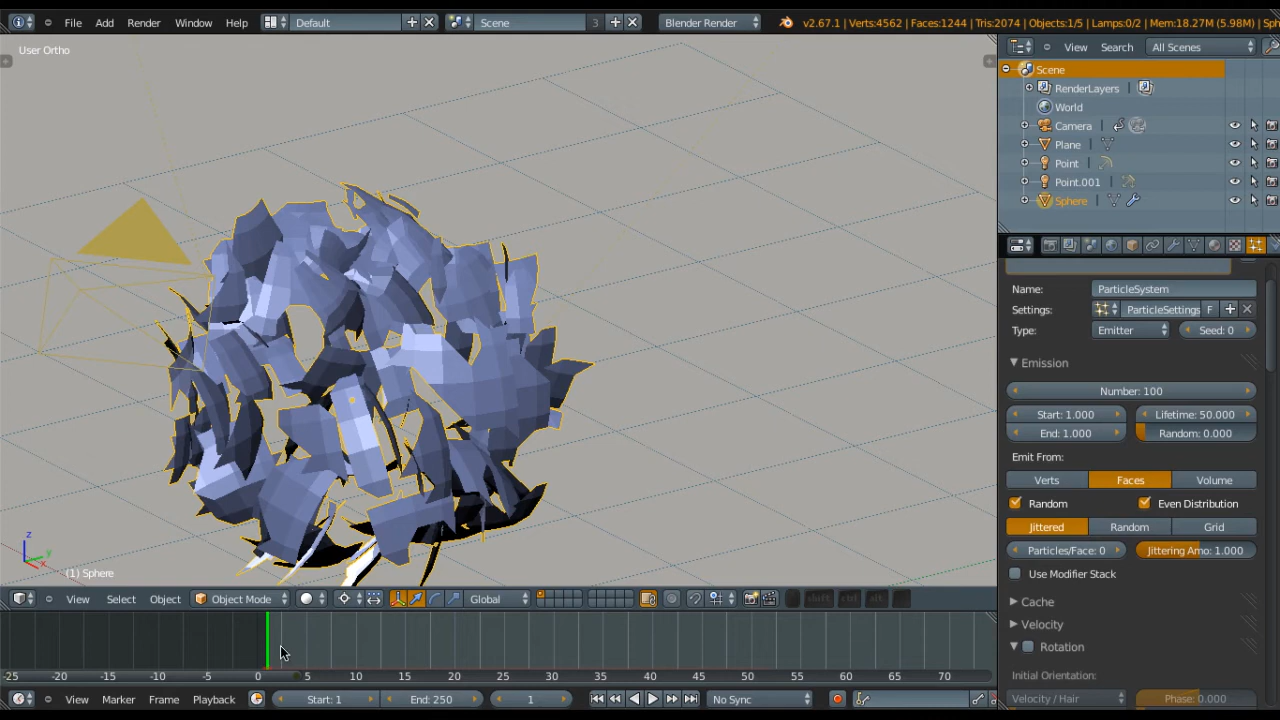 File Add Render Window Help Default Scene 3 Blender Render v2.67.1 | Verts:4562 | Faces:1244 | Tris:2074 | Objects:1/5 | Lamps:0/2 | Mem:18.27M (5.98M) | Sph
User Ortho
View Search All Scenes
Scene
RenderLayers
World
Camera
Plane
Point
Point.001
Sphere
Name: ParticleSystem
Settings: ParticleSettings F
Type: Emitter Seed: 0
Emission
Number: 100
Start: 1.000 Lifetime: 50.000
End: 1.000 Random: 0.000
Emit From:
Verts Faces Volume
Random Even Distribution
Jittered Random Grid
Particles/Face: 0 Jittering Amo: 1.000
Use Modifier Stack
Cache
Velocity
Rotation
Initial Orientation:
Velocity / Hair Phase: 0.000
z
y
x
(1) Sphere
View Select Object Object Mode Global shift ctrl alt
-25 -20 -15 -10 -5 0 5 10 15 20 25 30 35 40 45 50 55 60 65 70
View Marker Frame Playback Start: 1 End: 250 1 No Sync